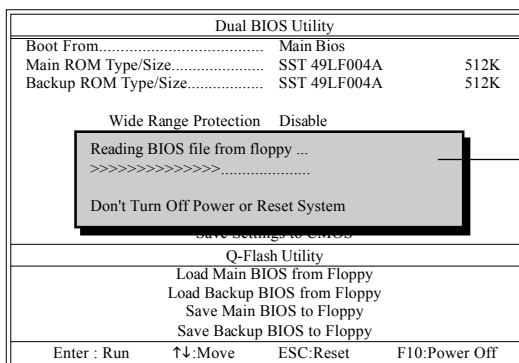 Dual BIOS Utility
Boot From..................................... Main Bios
Main ROM Type/Size..................... SST 49LF004A 512K
Backup ROM Type/Size................. SST 49LF004A 512K
Wide Range Protection Disable
Reading BIOS file from floppy ...
>>>>>>>>>>>>>>.....................
Don't Turn Off Power or Reset System
Save Settings to CMOS
Q-Flash Utility
Load Main BIOS from Floppy
Load Backup BIOS from Floppy
Save Main BIOS to Floppy
Save Backup BIOS to Floppy
Enter : Run ↑↓:Move ESC:Reset F10:Power Off